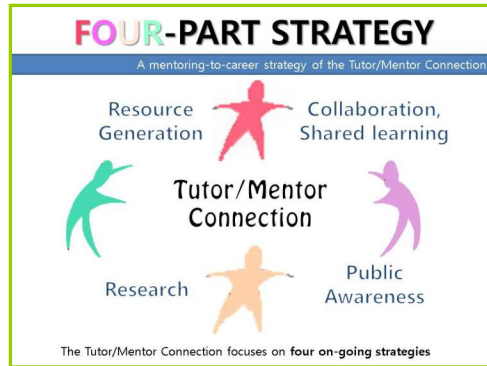 FOUR-PART STRATEGY
A mentoring-to-career strategy of the Tutor/Mentor Connection
Resource
Generation
Collaboration,
Shared learning
Tutor/Mentor
Connection
Research
Public
Awareness
The Tutor/Mentor Connection focuses on four on-going strategies